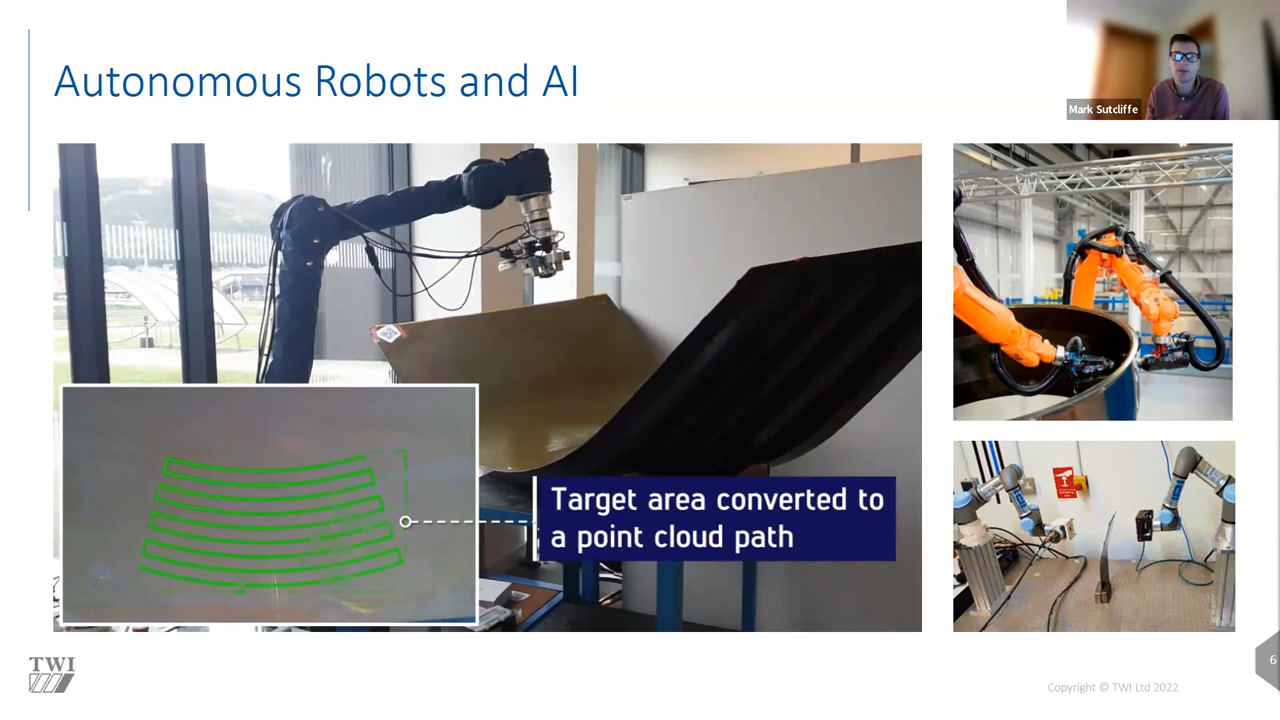 Autonomous Robots and AI
Mark Sutcliffe
Target area converted to
a point cloud path
TWI
Copyright © TWI Ltd 2022
6